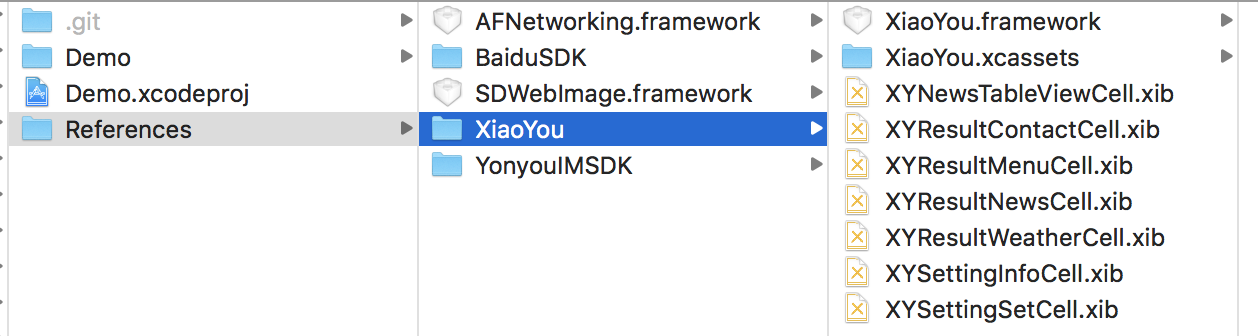 .git
Demo
Demo.xcodeproj
References
AFNetworking.framework
BaiduSDK
SDWebImage.framework
XiaoYou
YonyouIMSDK
XiaoYou.framework
XiaoYou.xcassets
XYNewsTableViewCell.xib
XYResultContactCell.xib
XYResultMenuCell.xib
XYResultNewsCell.xib
XYResultWeatherCell.xib
XYSettingInfoCell.xib
XYSettingSetCell.xib